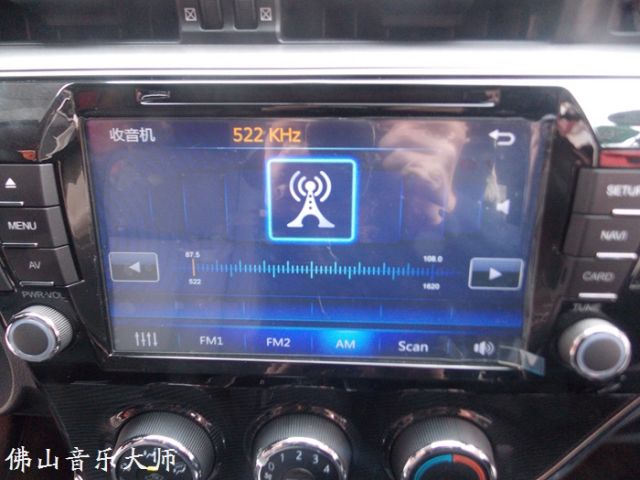 收音机 522 KHz
87.5 108.0
522 1620
FM1 FM2 AM Scan
MENU
AV
PWR·VOL
SETUP
NAVI
CARD
TUNE
佛山音乐大师